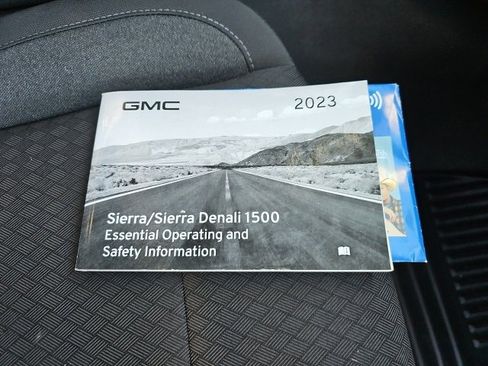 GMC 2023
Sierra/Sierra Denali 1500
Essential Operating and
Safety Information